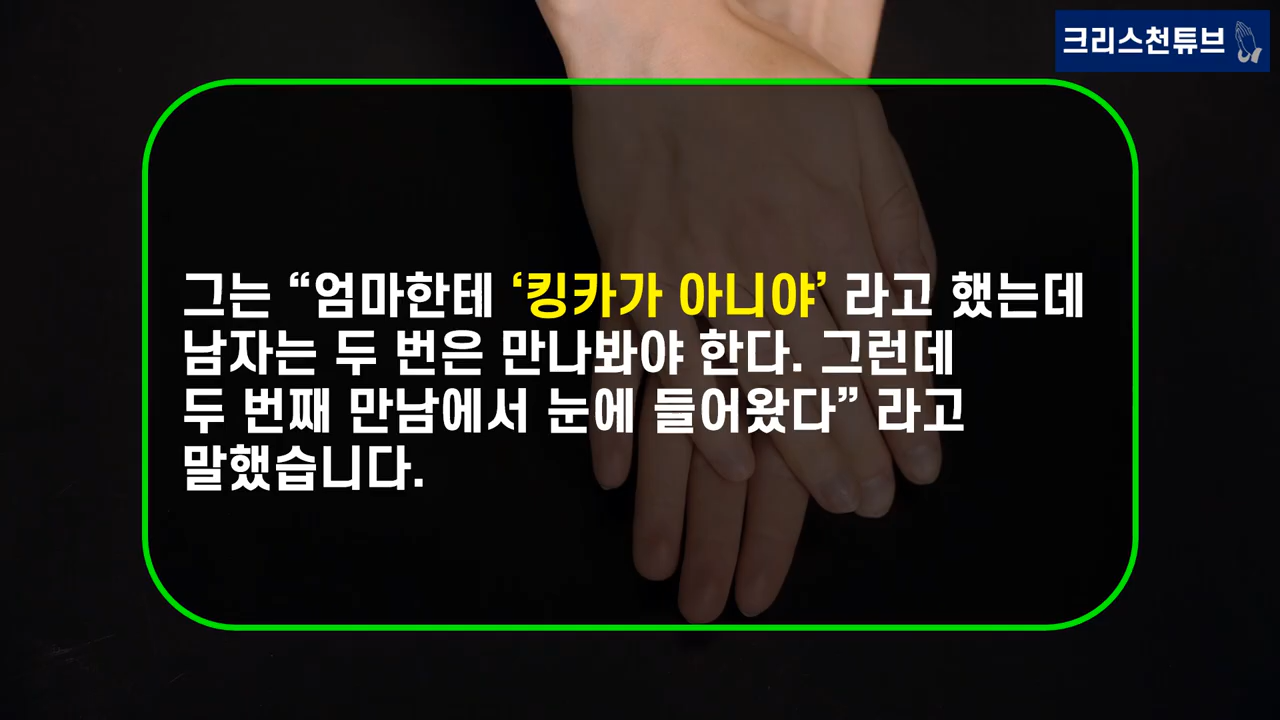 크리스천튜브
그는 “엄마한테 ‘킹카가 아니야’ 라고 했는데
남자는 두 번은 만나봐야 한다. 그런데
두 번째 만남에서 눈에 들어왔다” 라고
말했습니다.